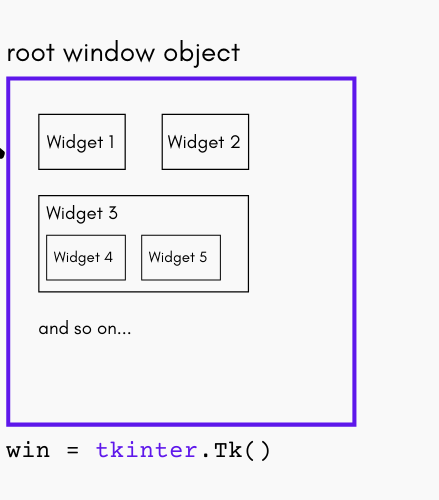 root window object
Widget 1 Widget 2
Widget 3
Widget 4 Widget 5
and so on...
win = tkinter.Tk()